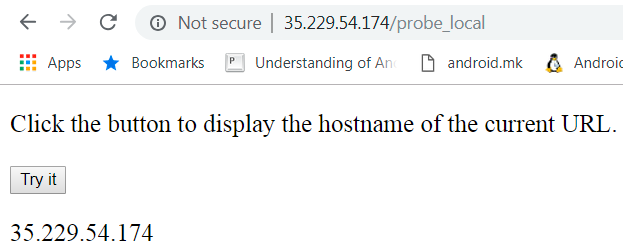 Not secure | 35.229.54.174/probe_local
Apps Bookmarks P Understanding of An android.mk Android
Click the button to display the hostname of the current URL.
Try it
35.229.54.174